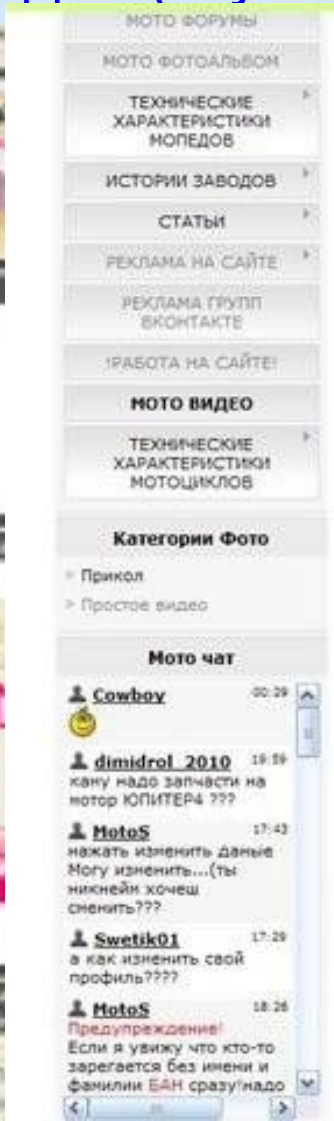 МОТО ФОРУМЫ
МОТО ФОТОАЛЬБОМ
ТЕХНИЧЕСКИЕ
ХАРАКТЕРИСТИКИ
МОПЕДОВ
ИСТОРИИ ЗАВОДОВ
СТАТЬИ
РЕКЛАМА НА САЙТЕ
РЕКЛАМА ГРУПП
ВКОНТАКТЕ
!РАБОТА НА САЙТЕ!
МОТО ВИДЕО
ТЕХНИЧЕСКИЕ
ХАРАКТЕРИСТИКИ
МОТОЦИКЛОВ
Категории Фото
Прикол
Простое видео
Мото чат
Cowboy 00:29
dimidrol_2010 19:59
кану надо запчасти на
мотор ЮПИТЕР4 ???
MotoS 17:43
нажать изменить даные
Могу изменить...(ты
никнейм хочеш
сменить???
Swetik01 17:29
а как изменить свой
профиль????
MotoS 18:26
Предупреждение!
Если я увижу что кто-то
зарегается без имени и
фамилии БАН сразу!надо